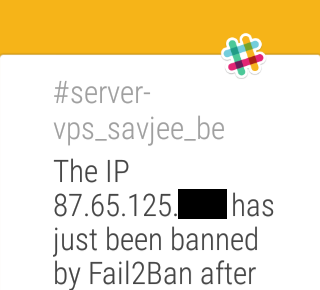 #server-
vps_savjee_be
The IP
87.65.125. has
just been banned
by Fail2Ban after